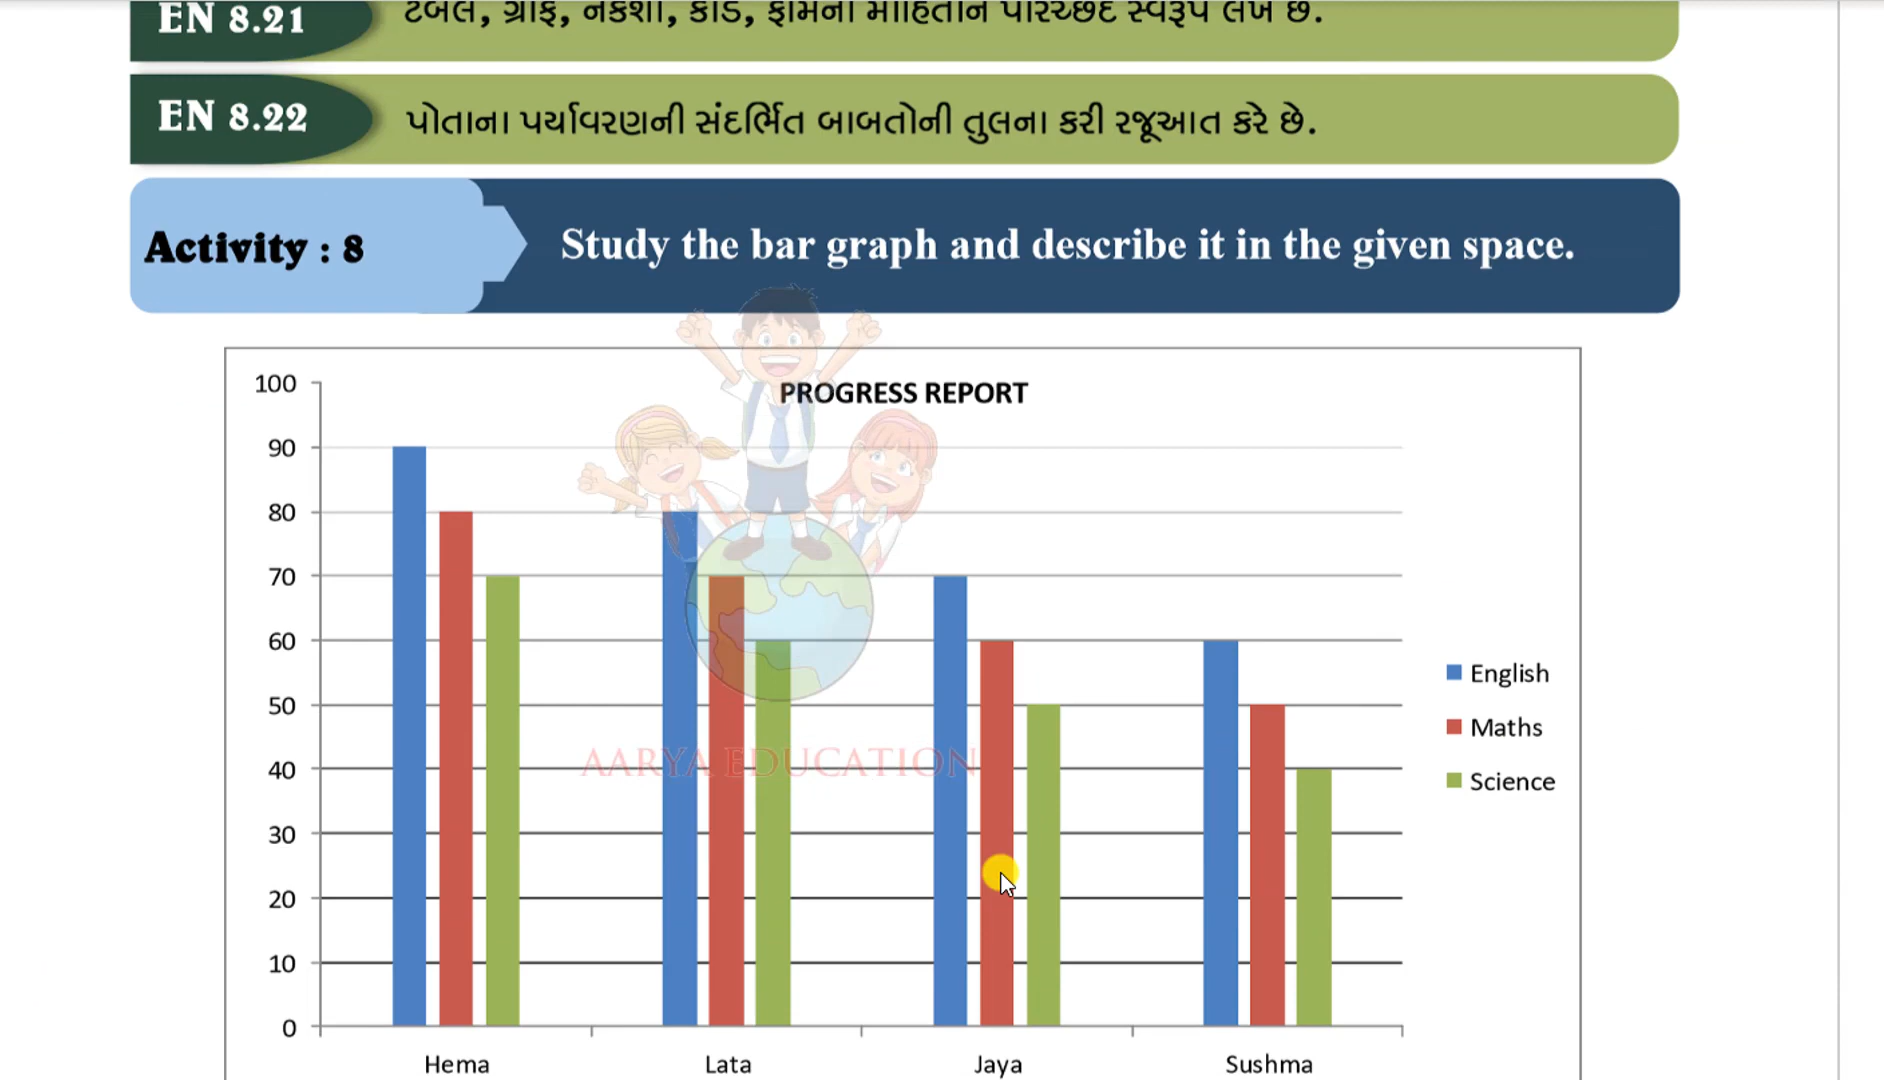 EN 8.21
ટેબલ, ગ્રાફ, નકશા, કાર્ડ, ફોર્મની માહિતીને પરિચ્છેદ સ્વરૂપે લખે છે.
EN 8.22
પોતાના પર્યાવરણની સંદર્ભિત બાબતોની તુલના કરી રજૂઆત કરે છે.
Activity : 8
Study the bar graph and describe it in the given space.
PROGRESS REPORT
100
90
80
70
60
50
40
30
20
10
0
English
Maths
Science
AARYA EDUCATION
Hema
Lata
Jaya
Sushma